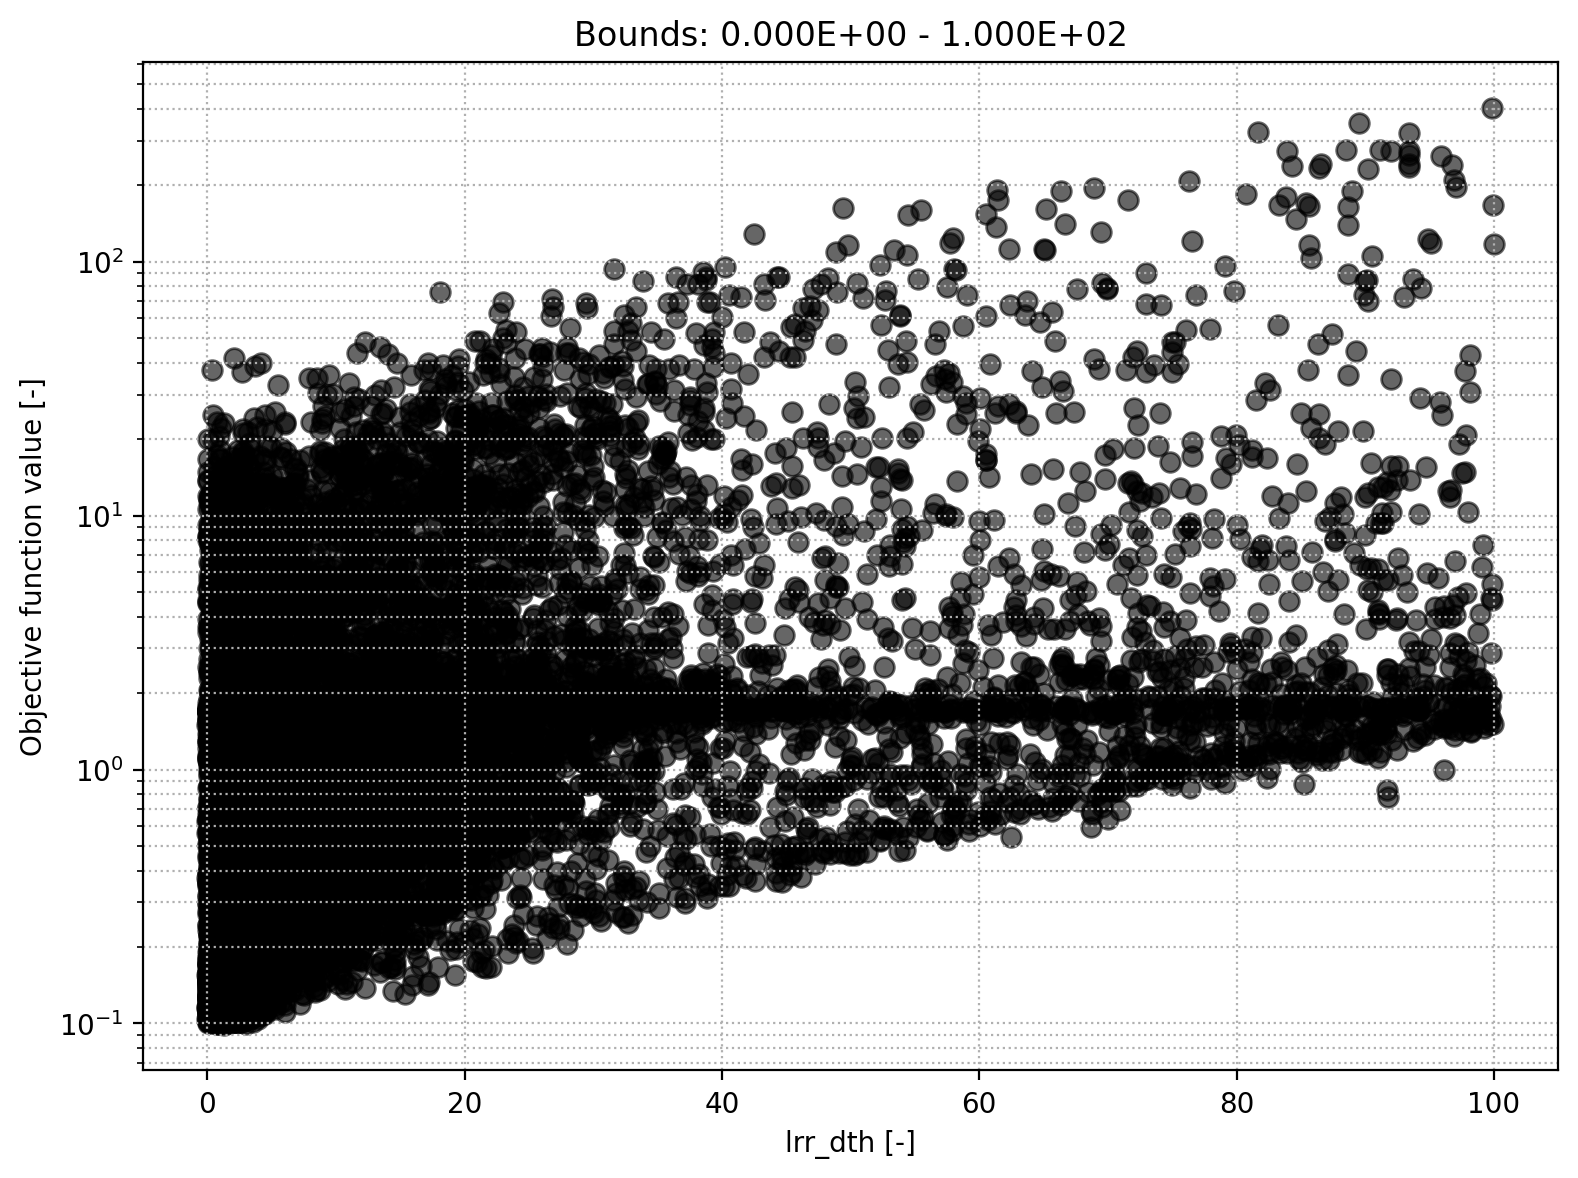 Bounds: 0.000E+00 - 1.000E+02
Objective function value [-]
10²
10¹
10⁰
10⁻¹
0 20 40 60 80 100
lrr_dth [-]